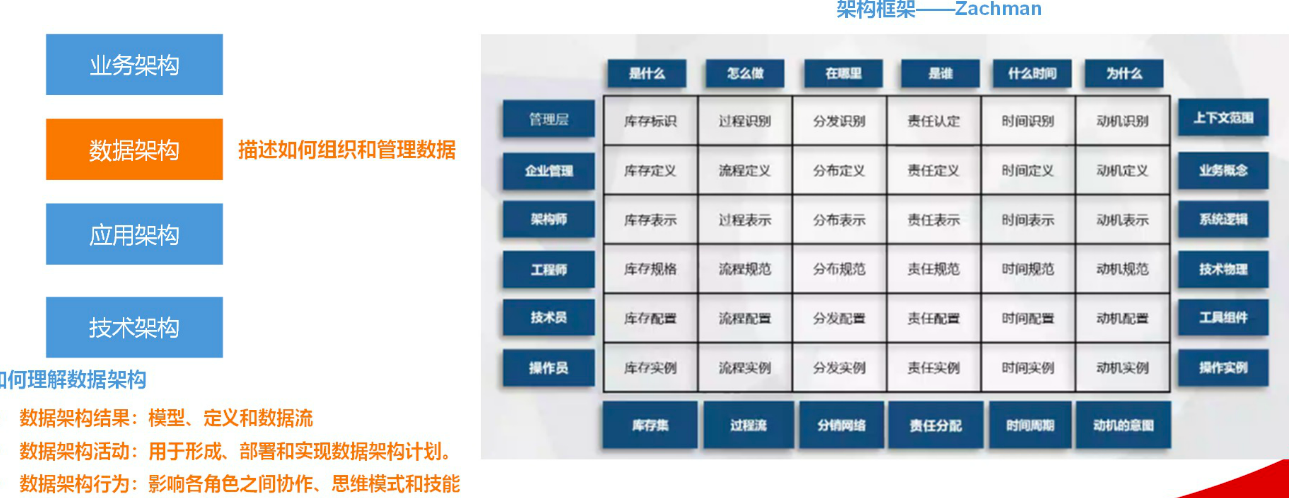 架构框架——Zachman
业务架构
数据架构
描述如何组织和管理数据
应用架构
技术架构
如何理解数据架构
数据架构结果：模型、定义和数据流
数据架构活动：用于形成、部署和实现数据架构计划。
数据架构行为：影响各角色之间协作、思维模式和技能
是什么 怎么做 在哪里 是谁 什么时间 为什么
管理层 库存标识 过程识别 分发识别 责任认定 时间识别 动机识别 上下文范围
企业管理 库存定义 流程定义 分布定义 责任定义 时间定义 动机定义 业务概念
架构师 库存表示 过程表示 分布表示 责任表示 时间表示 动机表示 系统逻辑
工程师 库存规格 流程规范 分布规范 责任规范 时间规范 动机规范 技术物理
技术员 库存配置 流程配置 分发配置 责任配置 时间配置 动机配置 工具组件
操作员 库存实例 流程实例 分发实例 责任实例 时间实例 动机实例 操作实例
库存集 过程流 分销网络 责任分配 时间周期 动机的意图